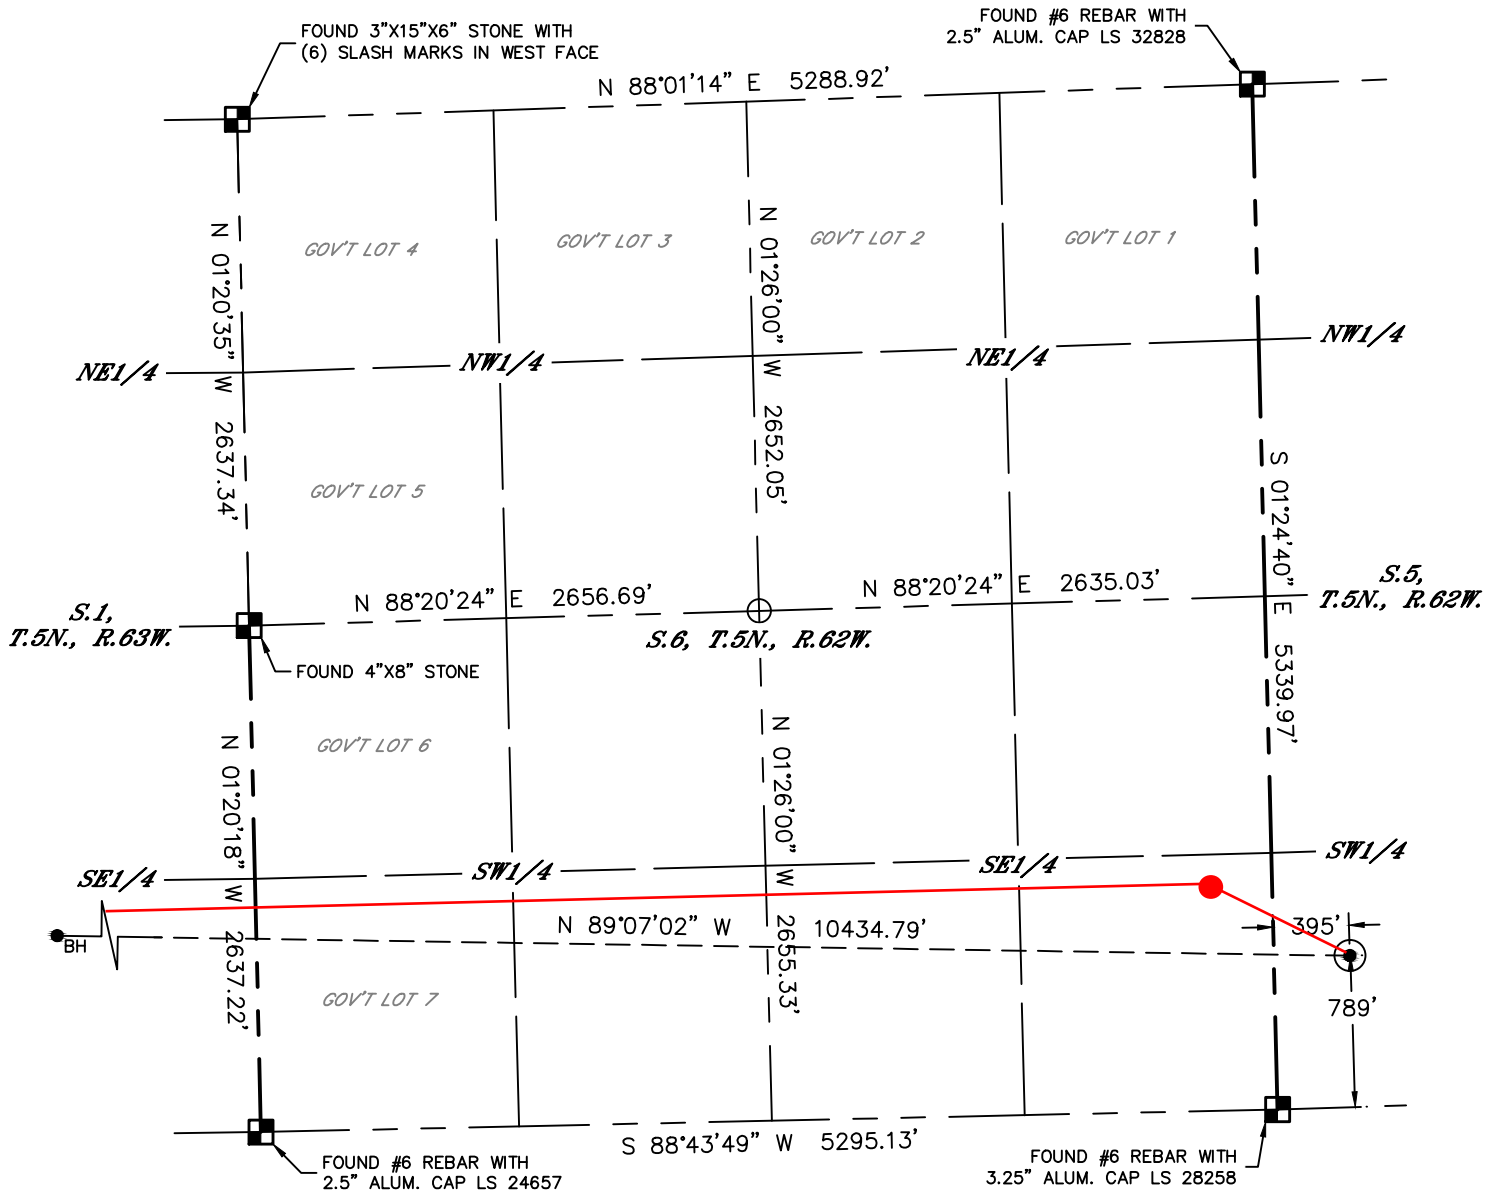 FOUND 3"X15"X6" STONE WITH
(6) SLASH MARKS IN WEST FACE
FOUND #6 REBAR WITH
2.5" ALUM. CAP LS 32828
N 88°01'14" E 5288.92'
GOV'T LOT 4
GOV'T LOT 3
GOV'T LOT 2
GOV'T LOT 1
N 01°20'35" W 2637.34'
N 01°26'00" W 2652.05'
NE1/4
NW1/4
NE1/4
NW1/4
GOV'T LOT 5
S 01°24'40" E 5339.97'
S.1,
T.5N., R.63W.
N 88°20'24" E 2656.69'
N 88°20'24" E 2635.03'
S.5,
T.5N., R.62W.
S.6, T.5N., R.62W.
FOUND 4"X8" STONE
GOV'T LOT 6
N 01°20'18" W 2637.22'
N 01°26'00" W 2655.33'
SE1/4
SW1/4
SE1/4
SW1/4
BH
N 89°07'02" W 10434.79'
395'
GOV'T LOT 7
789'
S 88°43'49" W 5295.13'
FOUND #6 REBAR WITH
2.5" ALUM. CAP LS 24657
FOUND #6 REBAR WITH
3.25" ALUM. CAP LS 28258